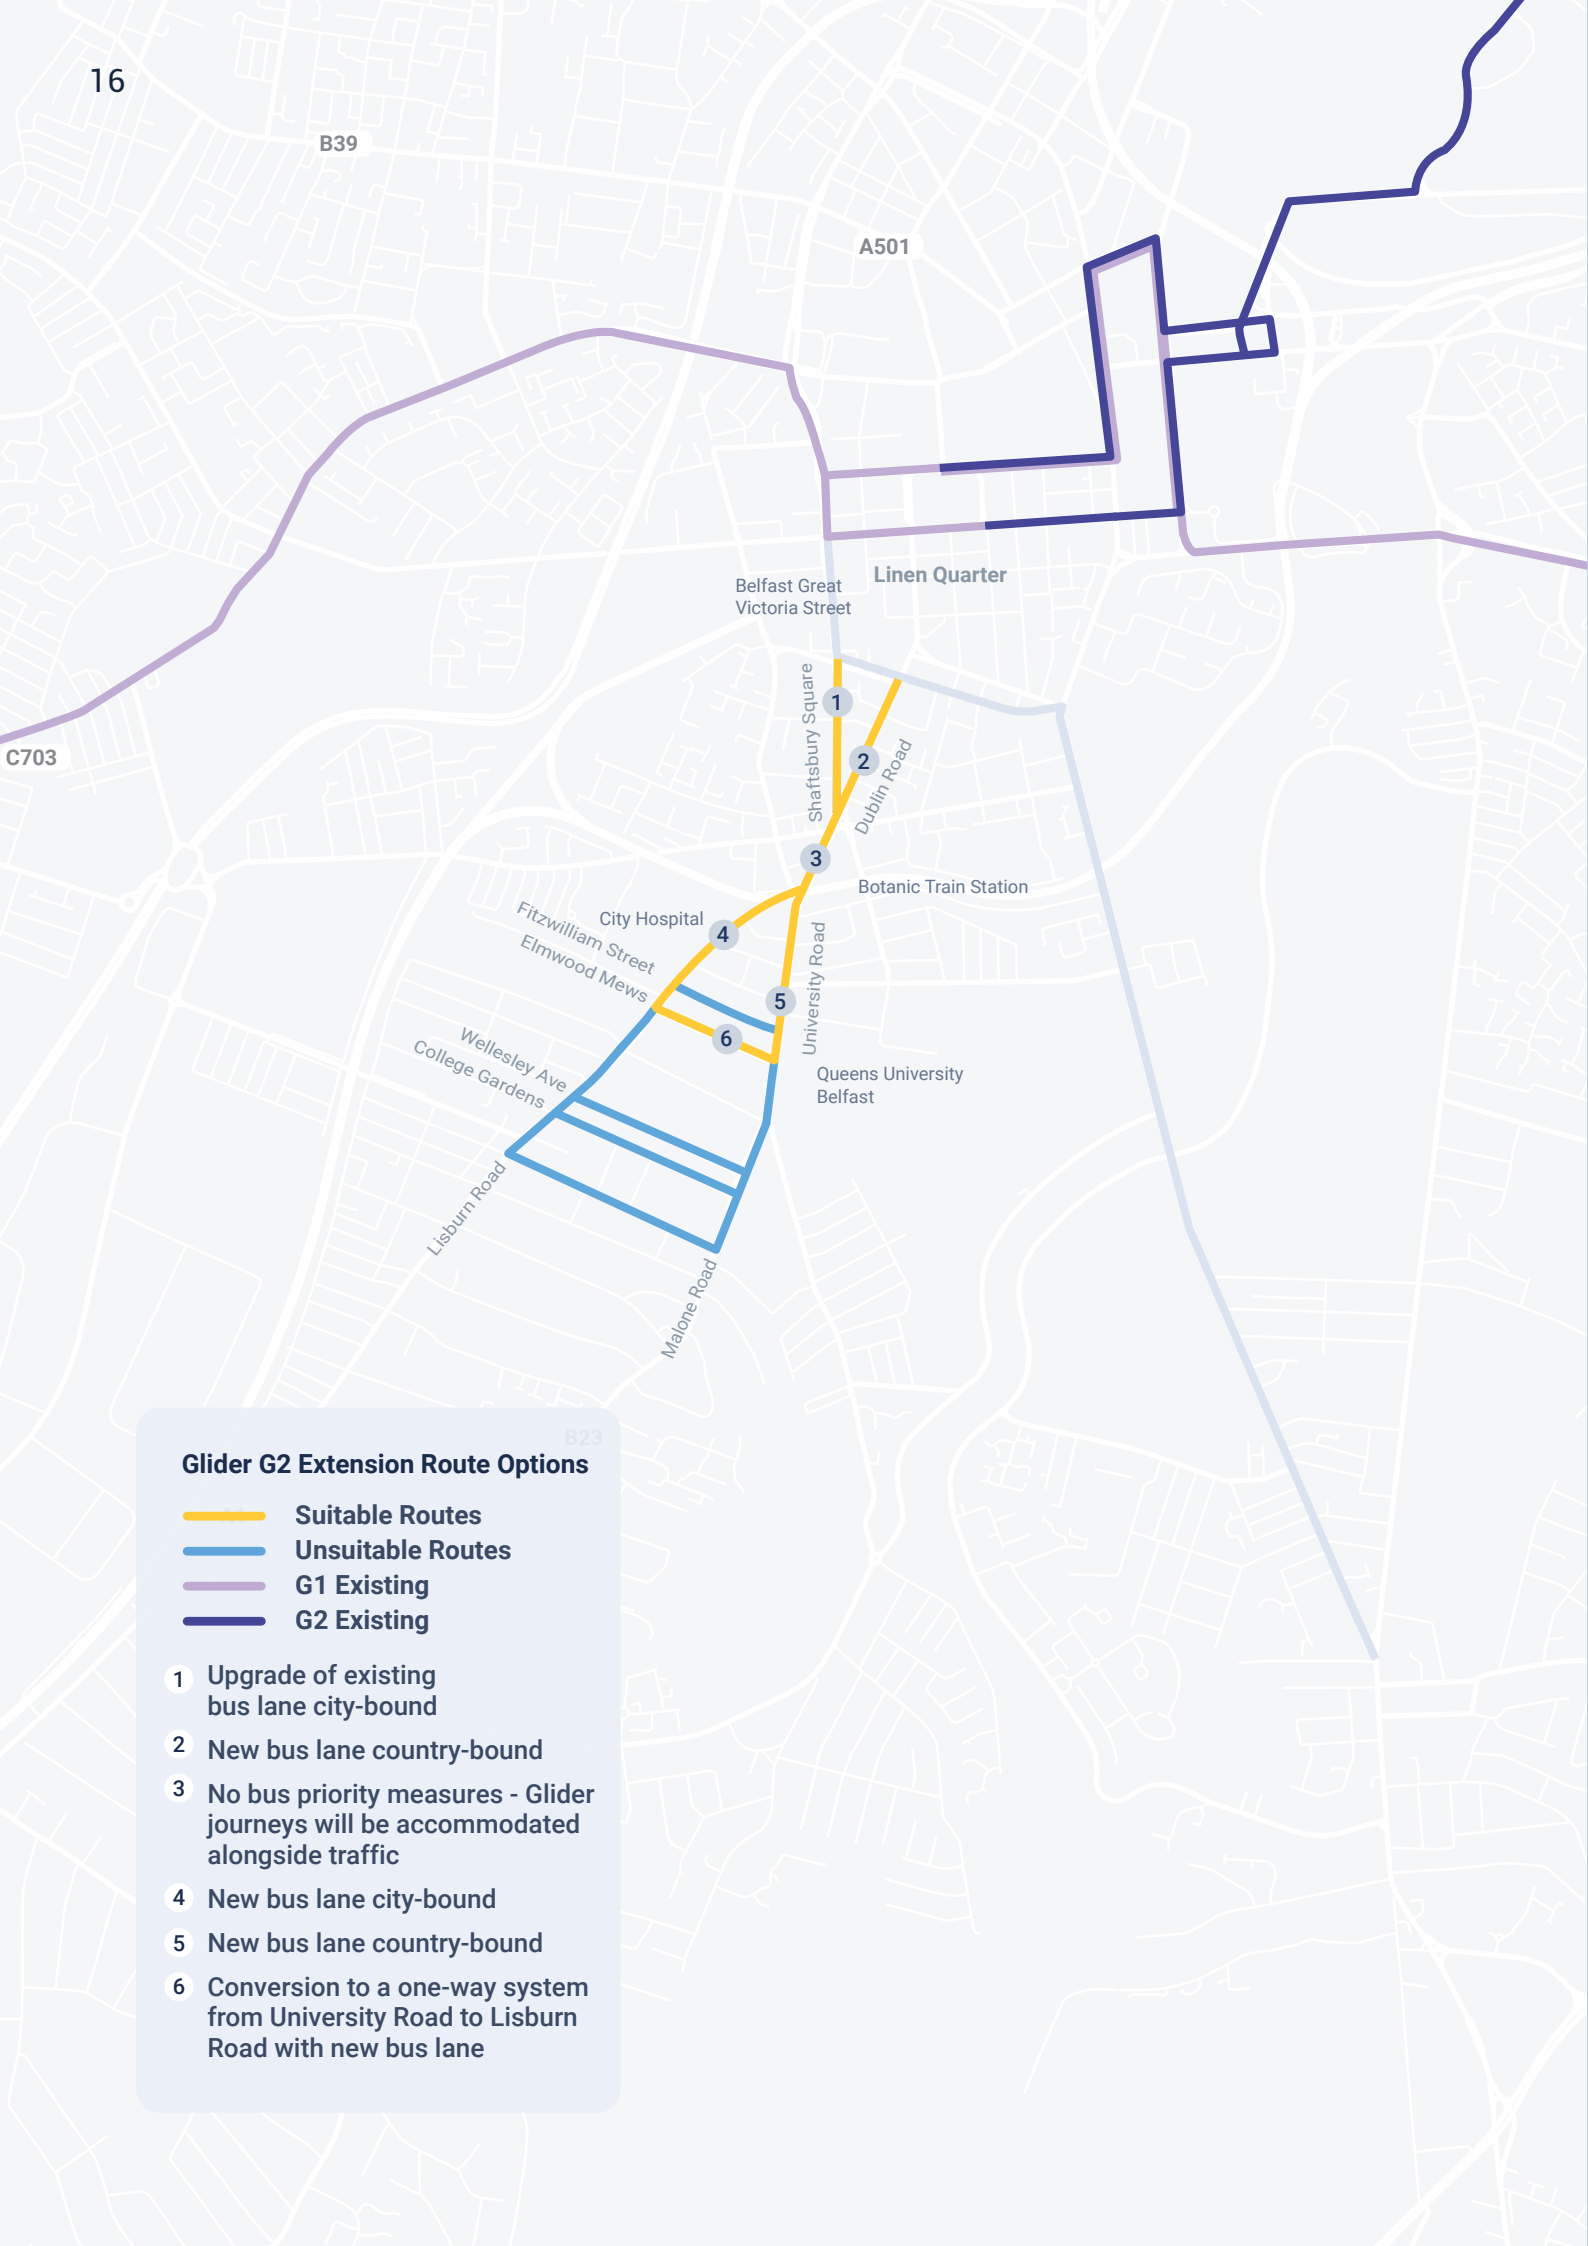 16
B39
A501
Linen Quarter
Belfast Great
Victoria Street
Shaftsbury Square
1
2
Dublin Road
3
C703
Botanic Train Station
City Hospital
4
Fitzwilliam Street
Elmwood Mews
University Road
5
6
Wellesley Ave
College Gardens
Queens University
Belfast
Lisburn Road
Malone Road
B23
Glider G2 Extension Route Options
Suitable Routes
Unsuitable Routes
G1 Existing
G2 Existing
1 Upgrade of existing
bus lane city-bound
2 New bus lane country-bound
3 No bus priority measures - Glider
journeys will be accommodated
alongside traffic
4 New bus lane city-bound
5 New bus lane country-bound
6 Conversion to a one-way system
from University Road to Lisburn
Road with new bus lane